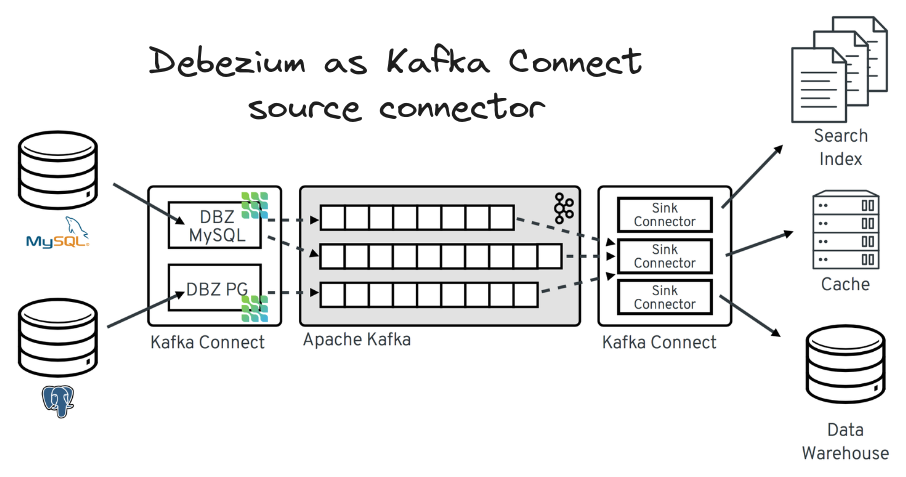 Debezium as Kafka Connect
source connector
Search
Index
MySQL®
DBZ
MySQL
DBZ PG
Kafka Connect
Apache Kafka
Sink
Connector
Sink
Connector
Sink
Connector
Kafka Connect
Cache
Data
Warehouse